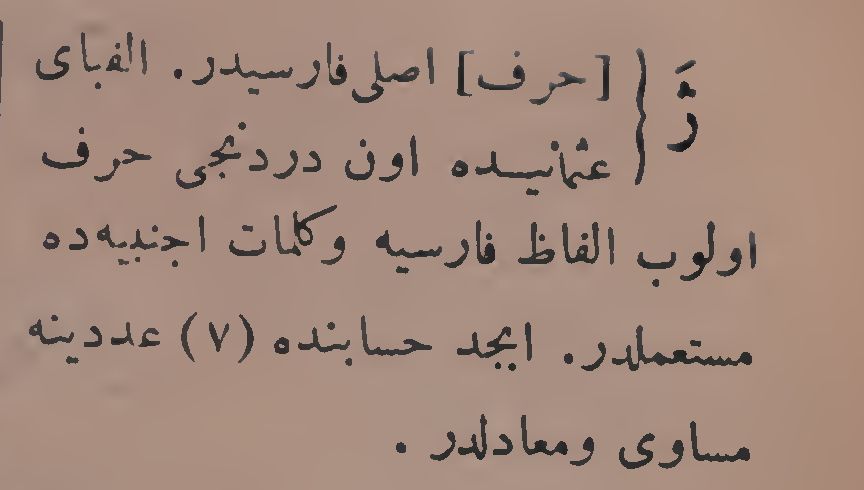 ژَ { [حرف] اصلی فارسیدر. الفبای
عثمانیسده اون دردنجی حرف
اولوب الفاظ فارسیه وکلمات اجنبیه‌ده
مستعملدر. ابجد حسابنده (۷) عددینه
مساوی ومعادلدر .